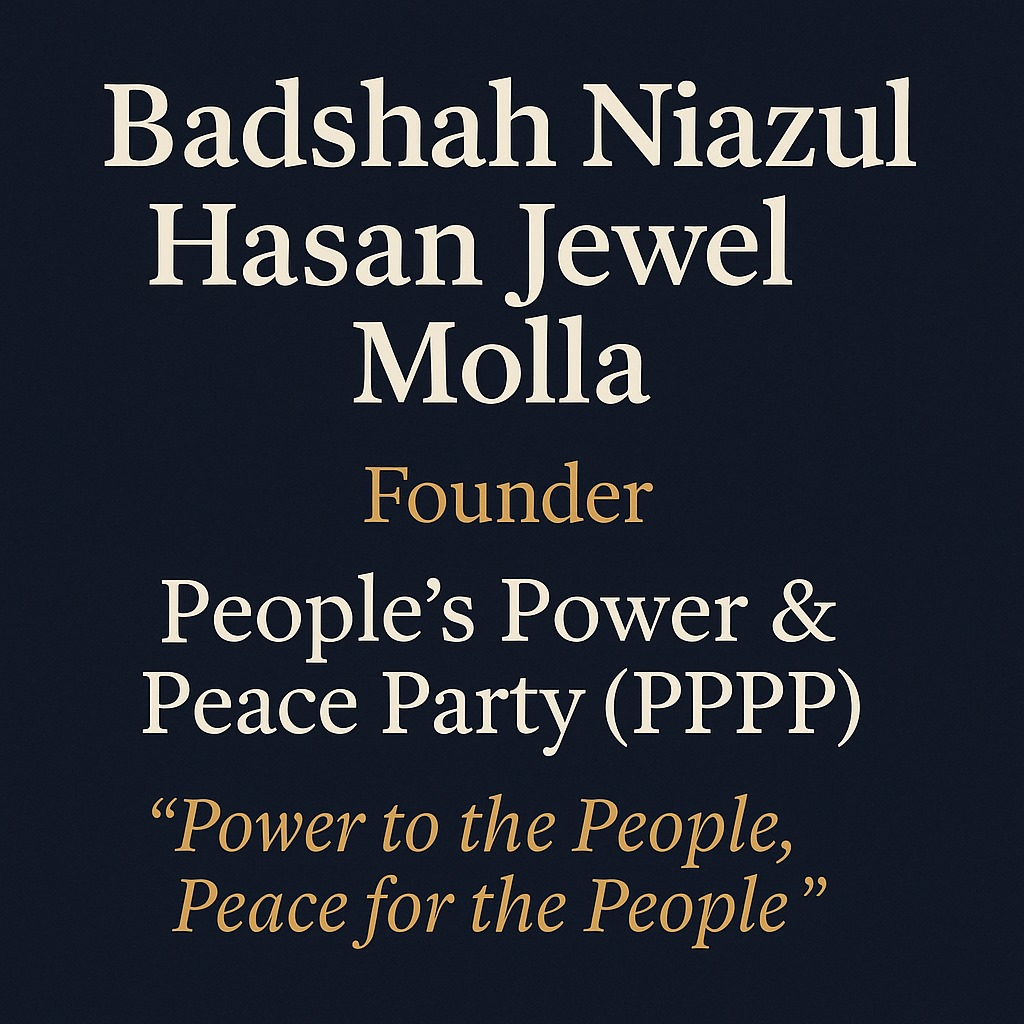 Badshah Niazul
Hasan Jewel
Molla
Founder
People’s Power &
Peace Party (PPPP)
“Power to the People,
Peace for the People”